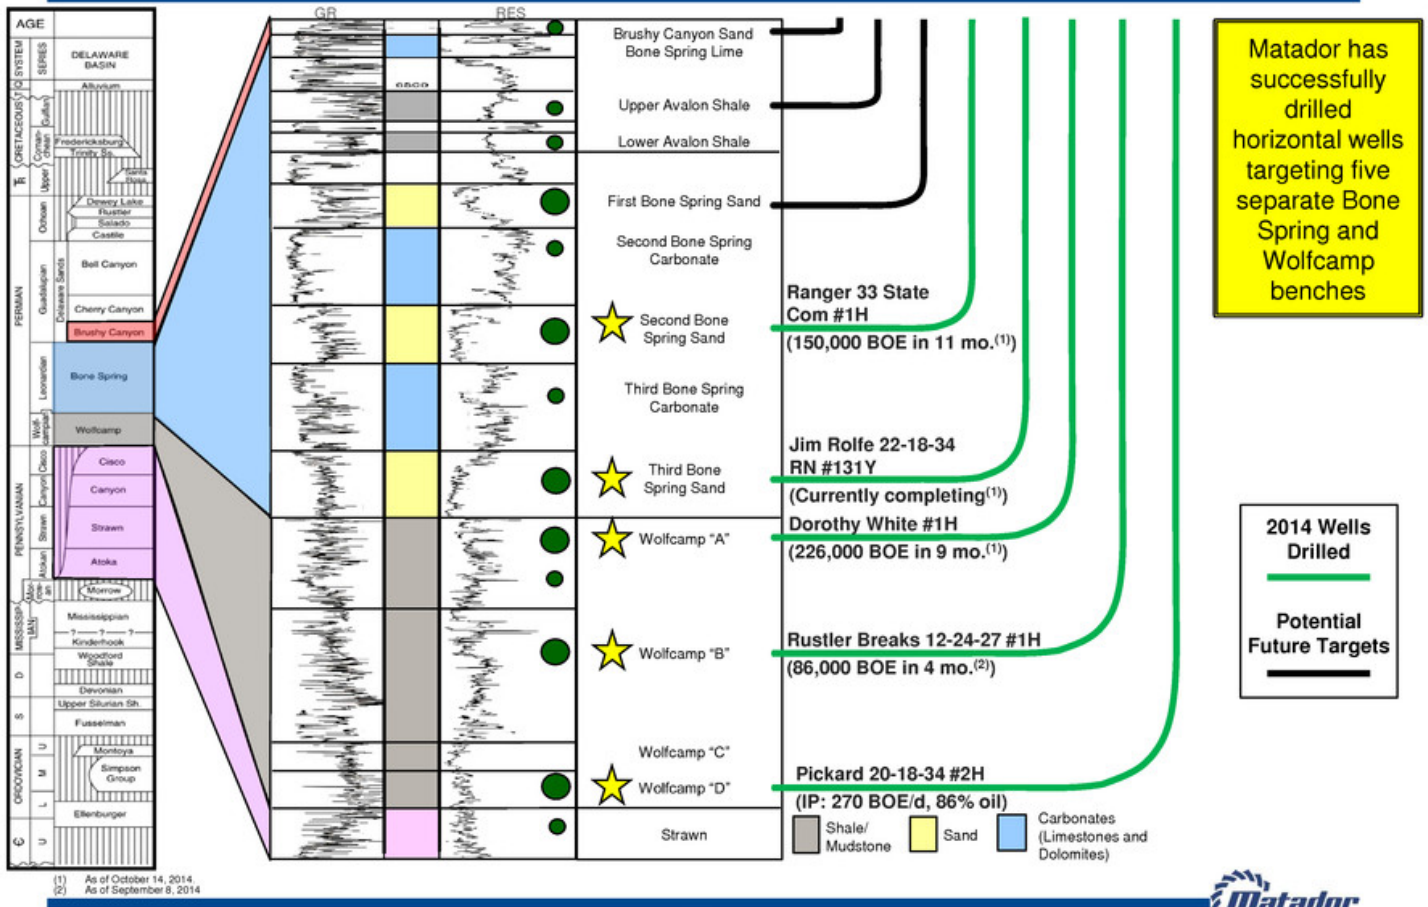 AGE
SYSTEM
SERIES
DELAWARE
BASIN
Q
Alluvium
T
CRETACEOUS
Gulfian
Coman-
chean
Fredericksburg
Trinity Ss.
Upper
Santa
Rosa
PERMIAN
Ochoan
Dewey Lake
Rustler
Salado
Castile
Guadalupian
Delaware Sands
Bell Canyon
Cherry Canyon
Brushy Canyon
Leonardian
Bone Spring
Wolf-
campian
Wolfcamp
PENNSYLVANIAN
Cisco
Cisco
Canyon
Canyon
Strawn
Strawn
Atokan
Atoka
Mor-
row-
an
Morrow
MISSISSIP-
IAN
Mississippian
? ? ?
Kinderhook
D
Woodford
Shale
Devonian
S
Upper Silurian Sh.
Fusselman
ORDOVICIAN
U
Montoya
M
Simpson
Group
L
Ellenburger
Є
U
GR
RES
Brushy Canyon Sand
Bone Spring Lime
Upper Avalon Shale
Lower Avalon Shale
First Bone Spring Sand
Second Bone Spring
Carbonate
Second Bone
Spring Sand
Third Bone Spring
Carbonate
Third Bone
Spring Sand
Wolfcamp “A”
Wolfcamp “B”
Wolfcamp “C”
Wolfcamp “D”
Strawn
Ranger 33 State
Com #1H
(150,000 BOE in 11 mo.(1))
Jim Rolfe 22-18-34
RN #131Y
(Currently completing(1))
Dorothy White #1H
(226,000 BOE in 9 mo.(1))
Rustler Breaks 12-24-27 #1H
(86,000 BOE in 4 mo.(2))
Pickard 20-18-34 #2H
(IP: 270 BOE/d, 86% oil)
Shale/
Mudstone
Sand
Carbonates
(Limestones and
Dolomites)
Matador has
successfully
drilled
horizontal wells
targeting five
separate Bone
Spring and
Wolfcamp
benches
2014 Wells
Drilled
Potential
Future Targets
(1) As of October 14, 2014.
(2) As of September 8, 2014
Matador